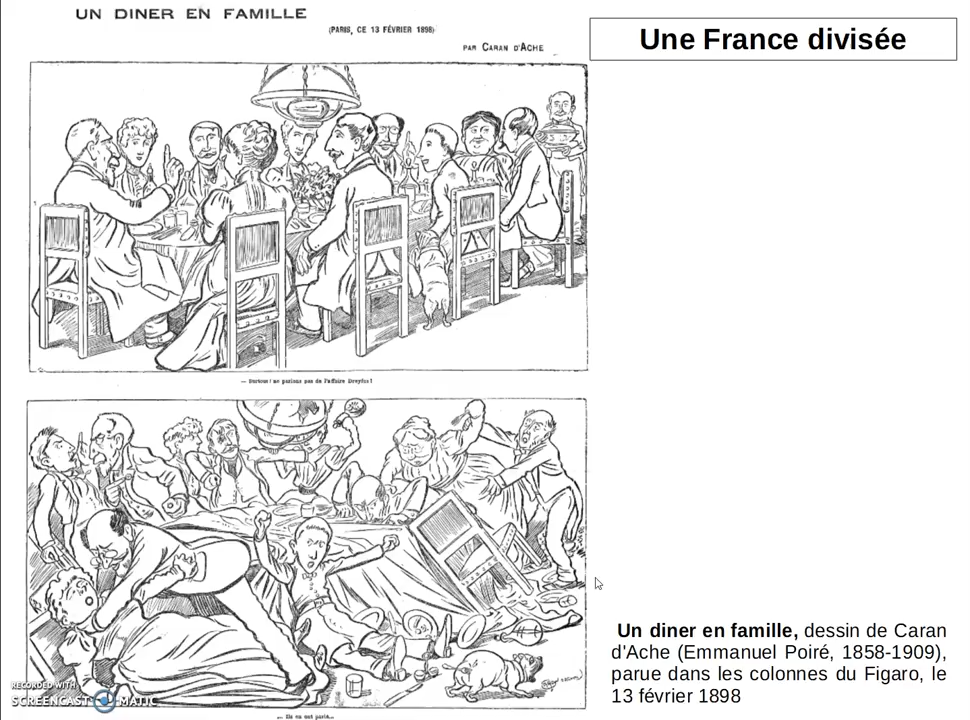 UN DINER EN FAMILLE
(PARIS, CE 13 FÉVRIER 1898)
PAR CARAN D'ACHE
Une France divisée
— Surtout! ne parlons pas de l'affaire Dreyfus!
Un diner en famille, dessin de Caran
d'Ache (Emmanuel Poiré, 1858-1909),
parue dans les colonnes du Figaro, le
13 février 1898
RECORDED WITH
SCREENCAST MATIC
... Ils en ont parlé...